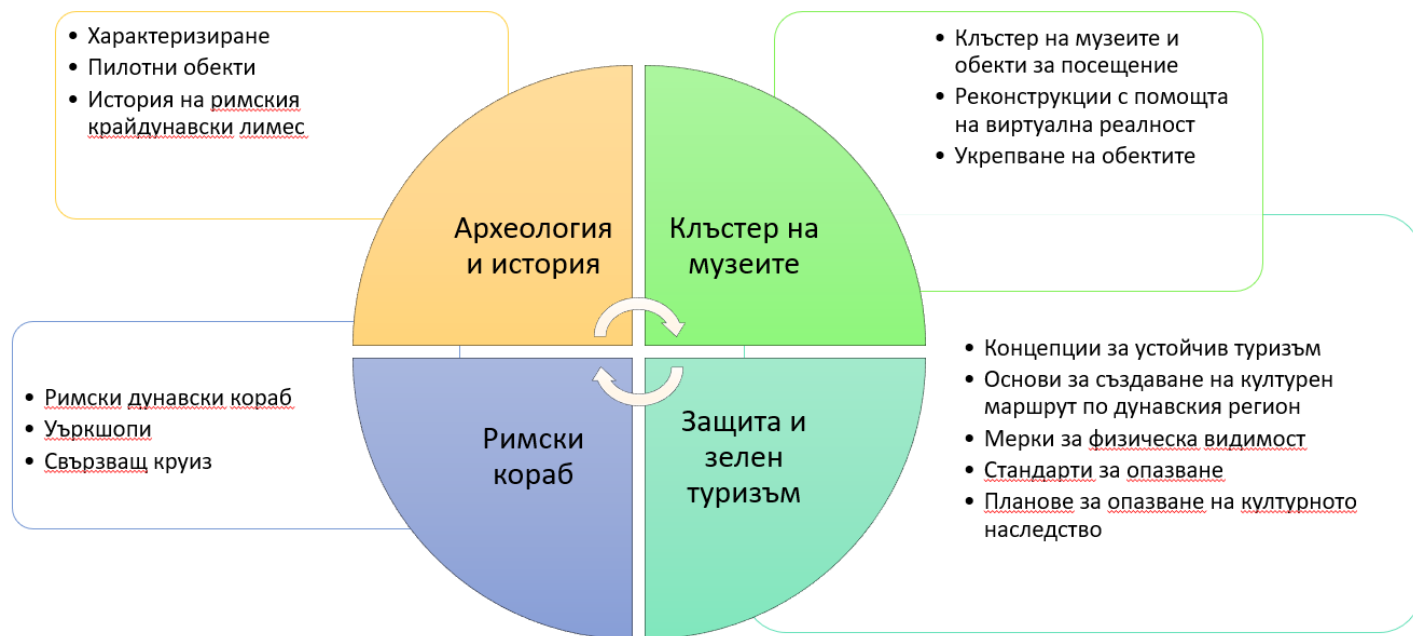 • Характеризиране
• Пилотни обекти
• История на римския
крайдунавски лимес
• Клъстер на музеите и
обекти за посещение
• Реконструкции с помощта
на виртуална реалност
• Укрепване на обектите
Археология
и история
Клъстер на
музеите
• Римски дунавски кораб
• Уъркшопи
• Свързващ круиз
Римски
кораб
Защита и
зелен
туризъм
• Концепции за устойчив туризъм
• Основи за създаване на културен
маршрут по дунавския регион
• Мерки за физическа видимост
• Стандарти за опазване
• Планове за опазване на културното
наследство